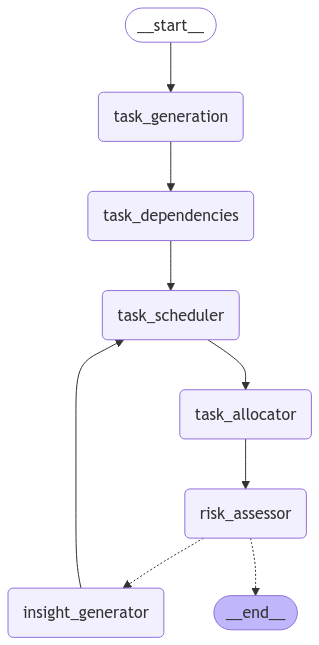 __start__
task_generation
task_dependencies
task_scheduler
task_allocator
risk_assessor
insight_generator
__end__